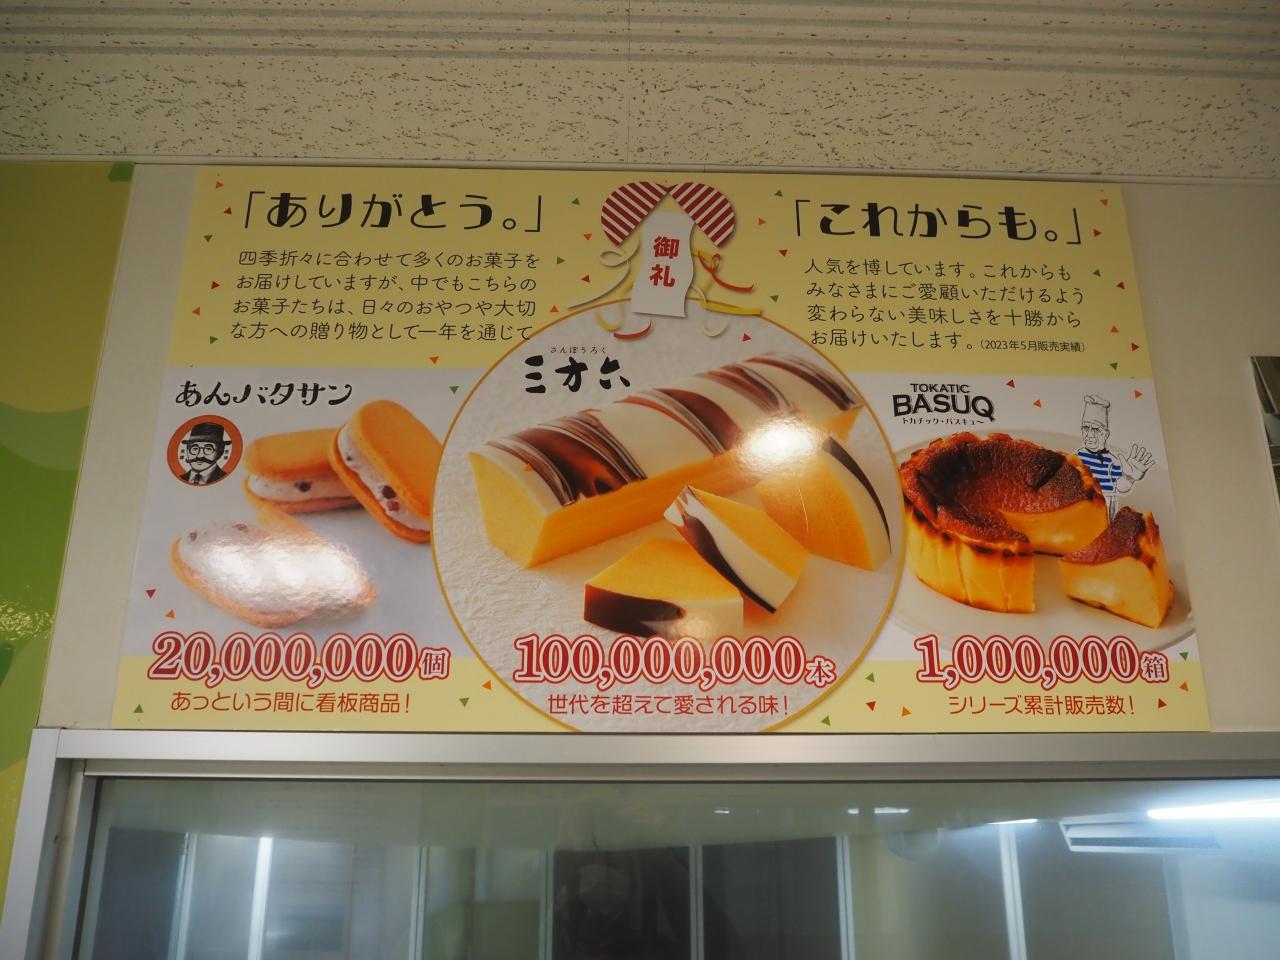 「ありがとう。」
四季折々に合わせて多くのお菓子を
お届けしていますが、中でもこちらの
お菓子たちは、日々のおやつや大切
な方への贈り物として一年を通じて
御礼
「これからも。」
人気を博しています。これからも
みなさまにご愛顧いただけるよう
変わらない美味しさを十勝から
お届けいたします。(2023年5月販売実績)
あんバタサン
20,000,000個
あっという間に看板商品!
さんぽうろく
三方六
100,000,000本
世代を超えて愛される味!
TOKATIC
BASUQ
トカチック・バスキュー
1,000,000箱
シリーズ累計販売数!